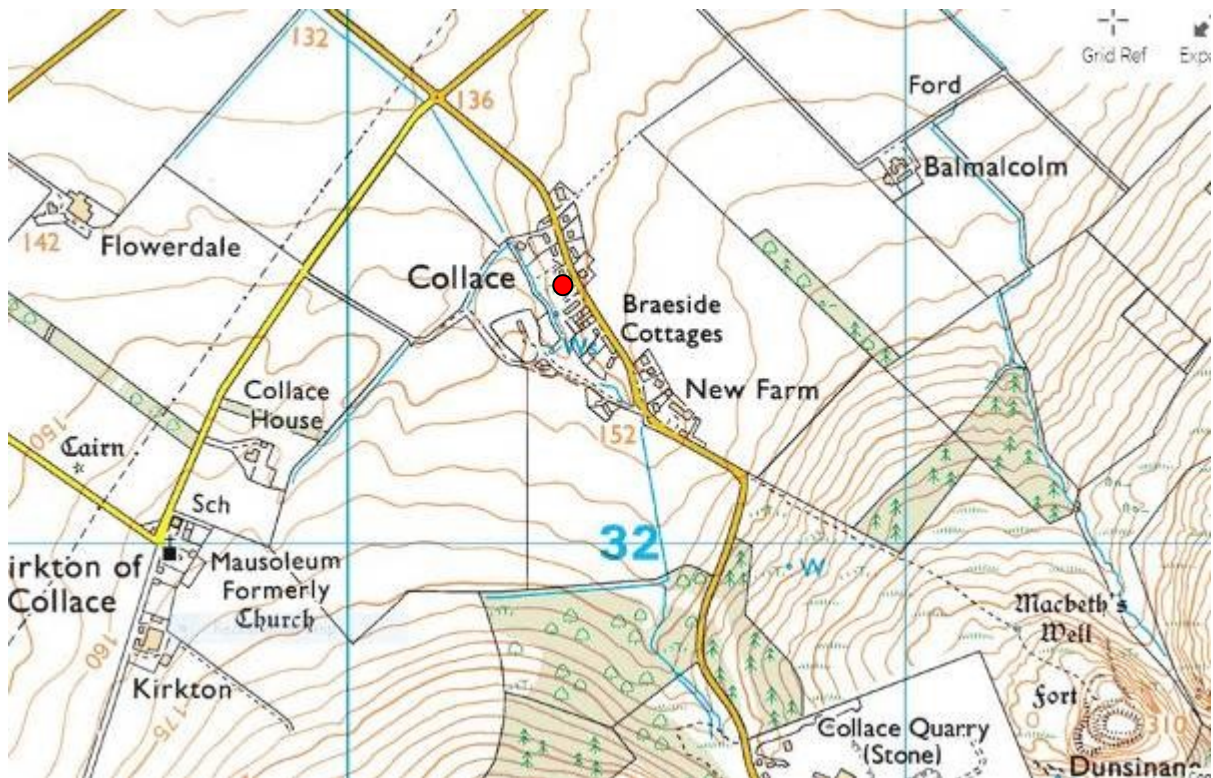 132
Grid Ref
136
Ford
Balmalcolm
142
Flowerdale
Collace
Braeside
Cottages
W
New Farm
Collace
House
150
Cairn
152
Sch
32
Mausoleum
Formerly
Church
irkton of
Collace
W
Macbeth's
Well
160
Kirkton
175
Fort
310
Collace Quarry
(Stone)